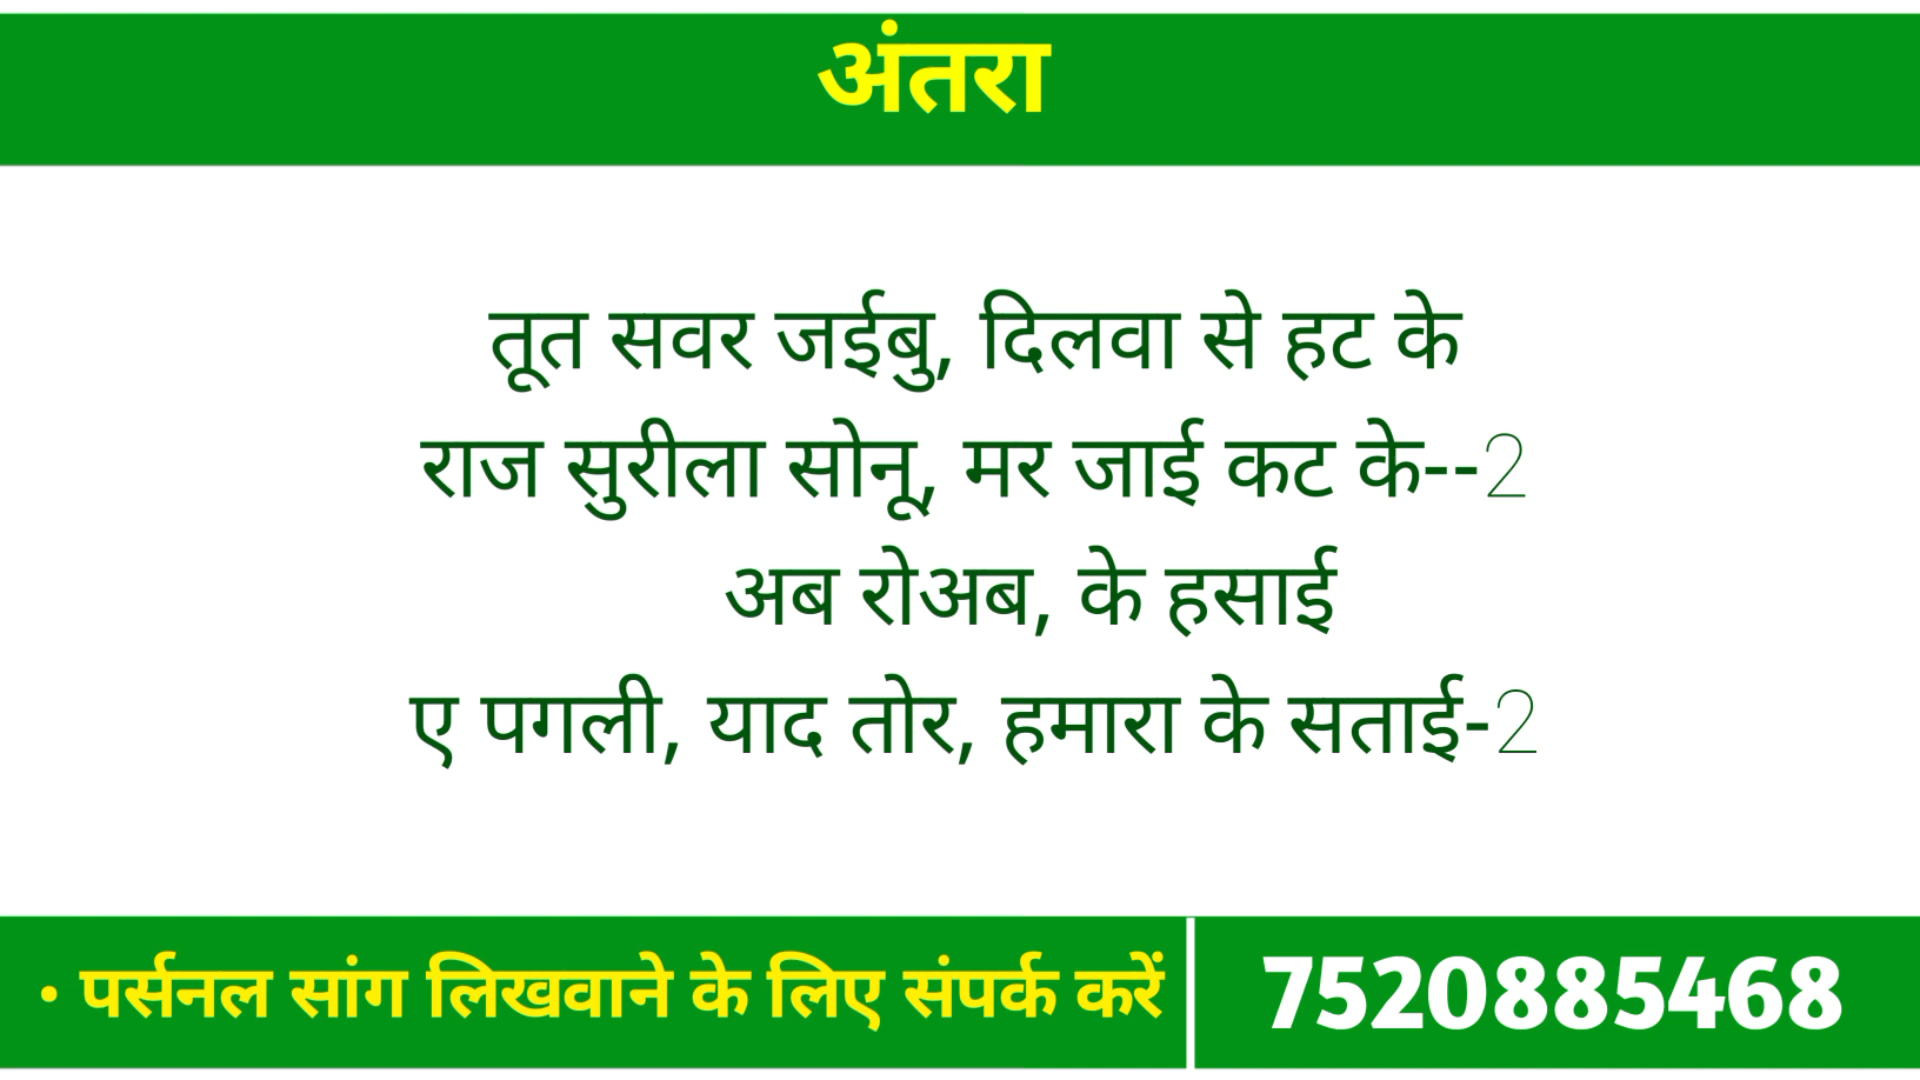 अंतरा
तूत सवर जईबु, दिलवा से हट के
राज सुरीला सोनू, मर जाई कट के--2
अब रोअब, के हसाई
ए पगली, याद तोर, हमारा के सताई-2
• पर्सनल सांग लिखवाने के लिए संपर्क करें
7520885468